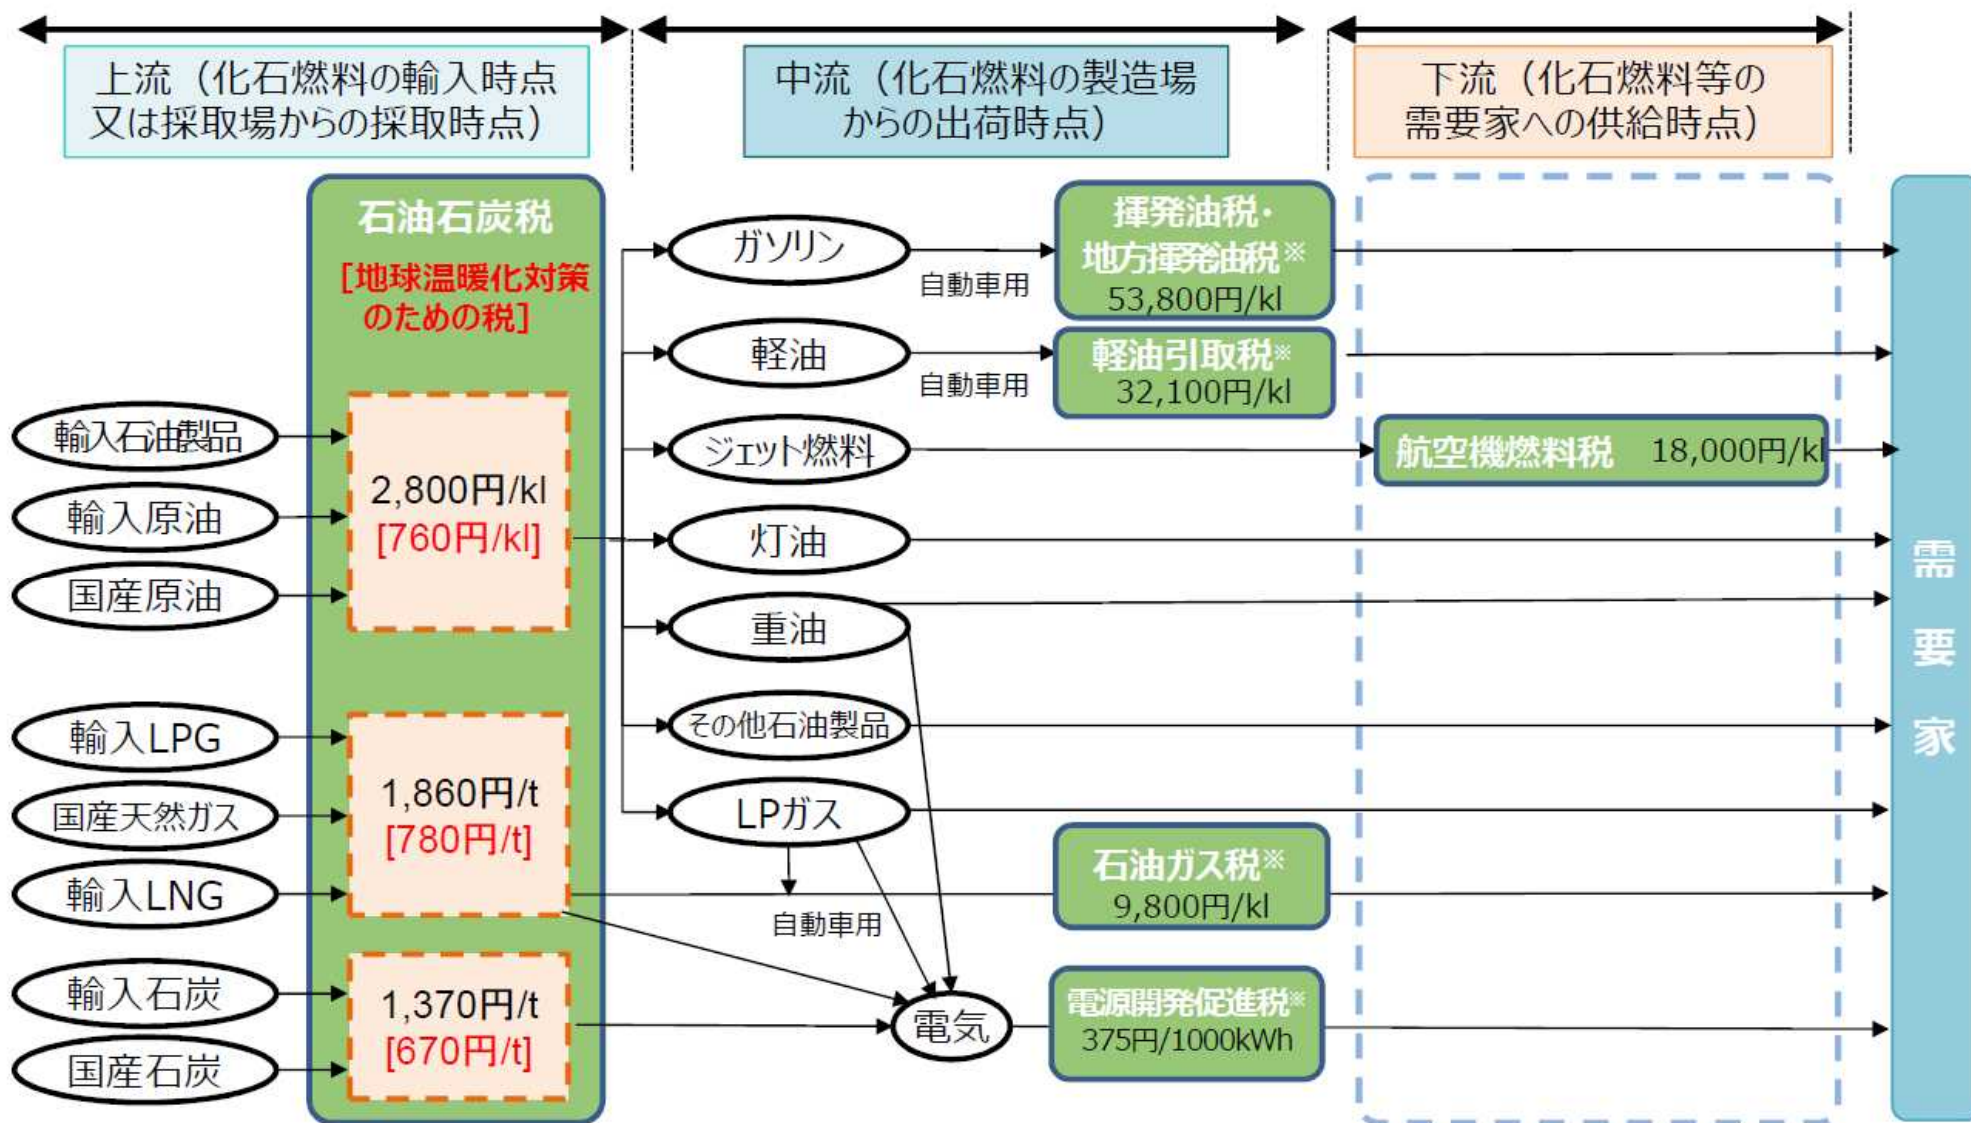 上流（化石燃料の輸入時点
又は採取場からの採取時点）
中流（化石燃料の製造場
からの出荷時点）
下流（化石燃料等の
需要家への供給時点）
石油石炭税
[地球温暖化対策
のための税]
輸入石油製品
輸入原油
国産原油
2,800円/kl
[760円/kl]
輸入LPG
国産天然ガス
輸入LNG
1,860円/t
[780円/t]
輸入石炭
国産石炭
1,370円/t
[670円/t]
ガソリン
自動車用
揮発油税・
地方揮発油税※
53,800円/kl
軽油
自動車用
軽油引取税※
32,100円/kl
ジェット燃料
航空機燃料税 18,000円/kl
灯油
重油
その他石油製品
LPガス
自動車用
石油ガス税※
9,800円/kl
電気
電源開発促進税※
375円/1000kWh
需
要
家